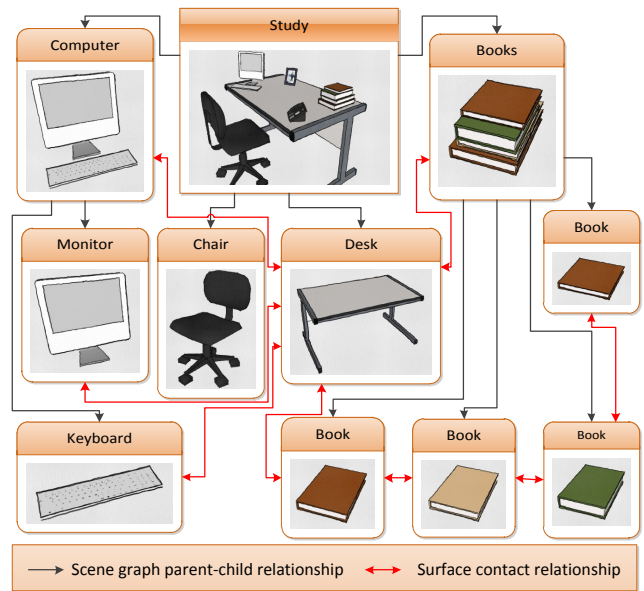 Study
Computer
Books
Book
Monitor
Chair
Desk
Keyboard
Book
Book
Book
Scene graph parent-child relationship
Surface contact relationship